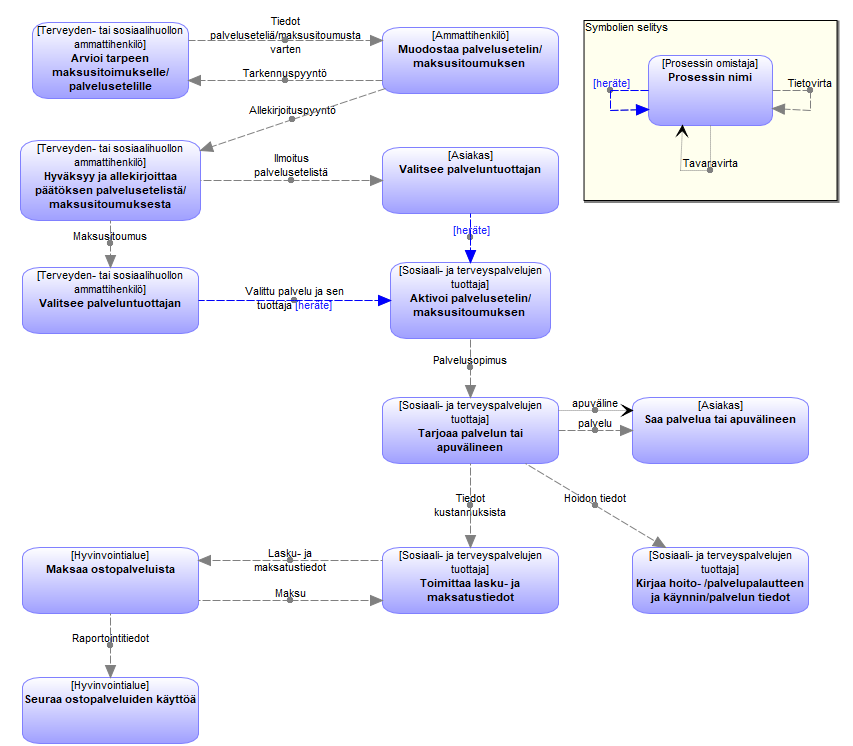 [Terveyden- tai sosiaalihuollon
ammattihenkilö]
Arvioi tarpeen
maksusitoimukselle/
palvelusetelille
Tiedot
palveluseteliä/maksusitoumusta
varten
Tarkennuspyyntö
[Ammattihenkilö]
Muodostaa palvelusetelin/
maksusitoumuksen
Allekirjoituspyyntö
Symbolien selitys
[Prosessin omistaja]
Prosessin nimi
[heräte]
Tietovirta
Tavaravirta
[Terveyden- tai sosiaalihuollon
ammattihenkilö]
Hyväksyy ja allekirjoittaa
päätöksen palvelusetelistä/
maksusitoumuksesta
Ilmoitus
palvelusetelistä
[Asiakas]
Valitsee palveluntuottajan
Maksusitoumus
[heräte]
[Terveyden- tai sosiaalihuollon
ammattihenkilö]
Valitsee palveluntuottajan
Valittu palvelu ja sen
tuottaja [heräte]
[Sosiaali- ja terveyspalvelujen
tuottaja]
Aktivoi palvelusetelin/
maksusitoumuksen
Palvelusopimus
[Sosiaali- ja terveyspalvelujen
tuottaja]
Tarjoaa palvelun tai
apuvälineen
apuväline
palvelu
[Asiakas]
Saa palvelua tai apuvälineen
Tiedot
kustannuksista
Hoidon tiedot
[Hyvinvointialue]
Maksaa ostopalveluista
Lasku- ja
maksatustiedot
Maksu
[Sosiaali- ja terveyspalvelujen
tuottaja]
Toimittaa lasku- ja
maksatustiedot
[Sosiaali- ja terveyspalvelujen
tuottaja]
Kirjaa hoito- /palvelupalautteen
ja käynnin/palvelun tiedot
Raportointitiedot
[Hyvinvointialue]
Seuraa ostopalveluiden käyttöä